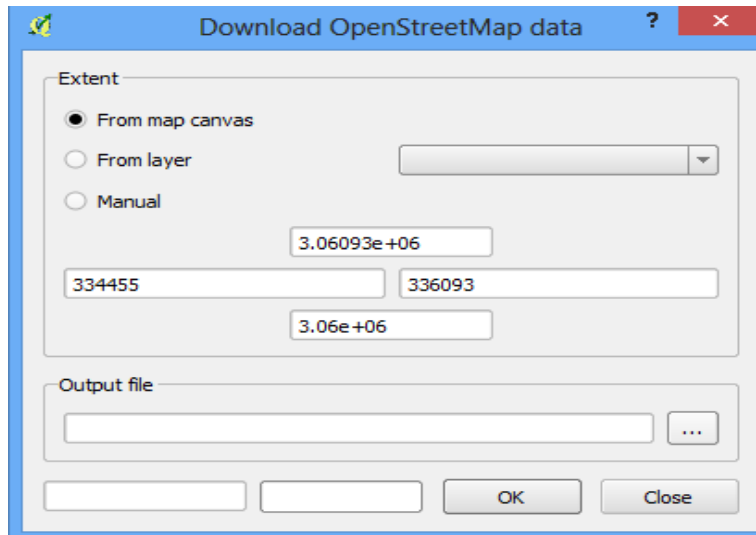 Download OpenStreetMap data ? ×
Extent
From map canvas
From layer
Manual
3.06093e+06
334455 336093
3.06e+06
Output file
...
OK Close